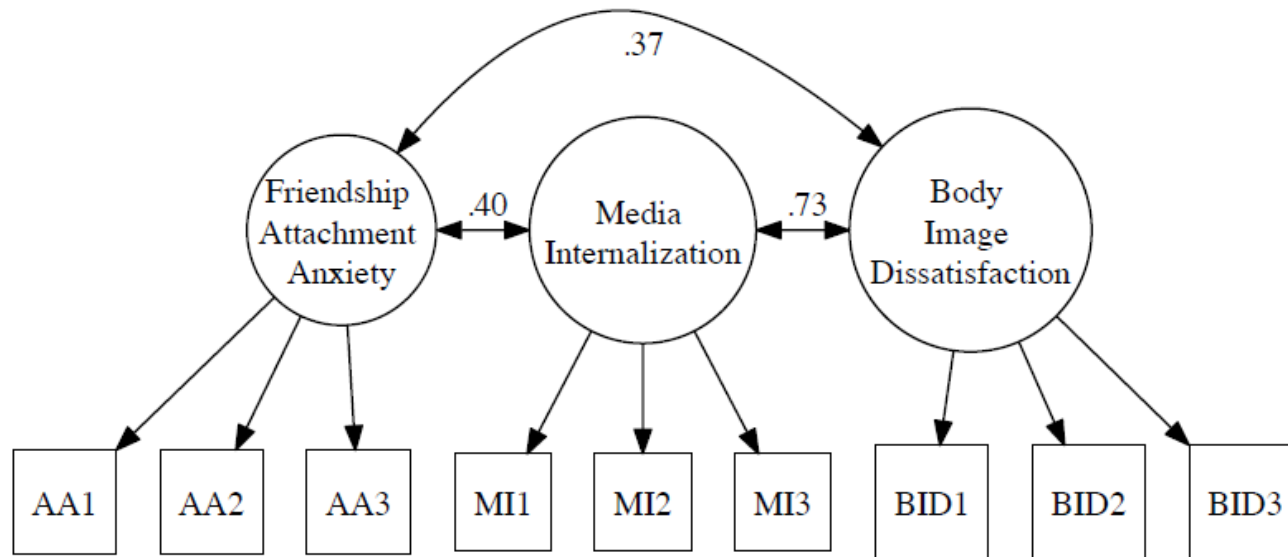 .37
Friendship
Attachment
Anxiety
.40
Media
Internalization
.73
Body
Image
Dissatisfaction
AA1
AA2
AA3
MI1
MI2
MI3
BID1
BID2
BID3